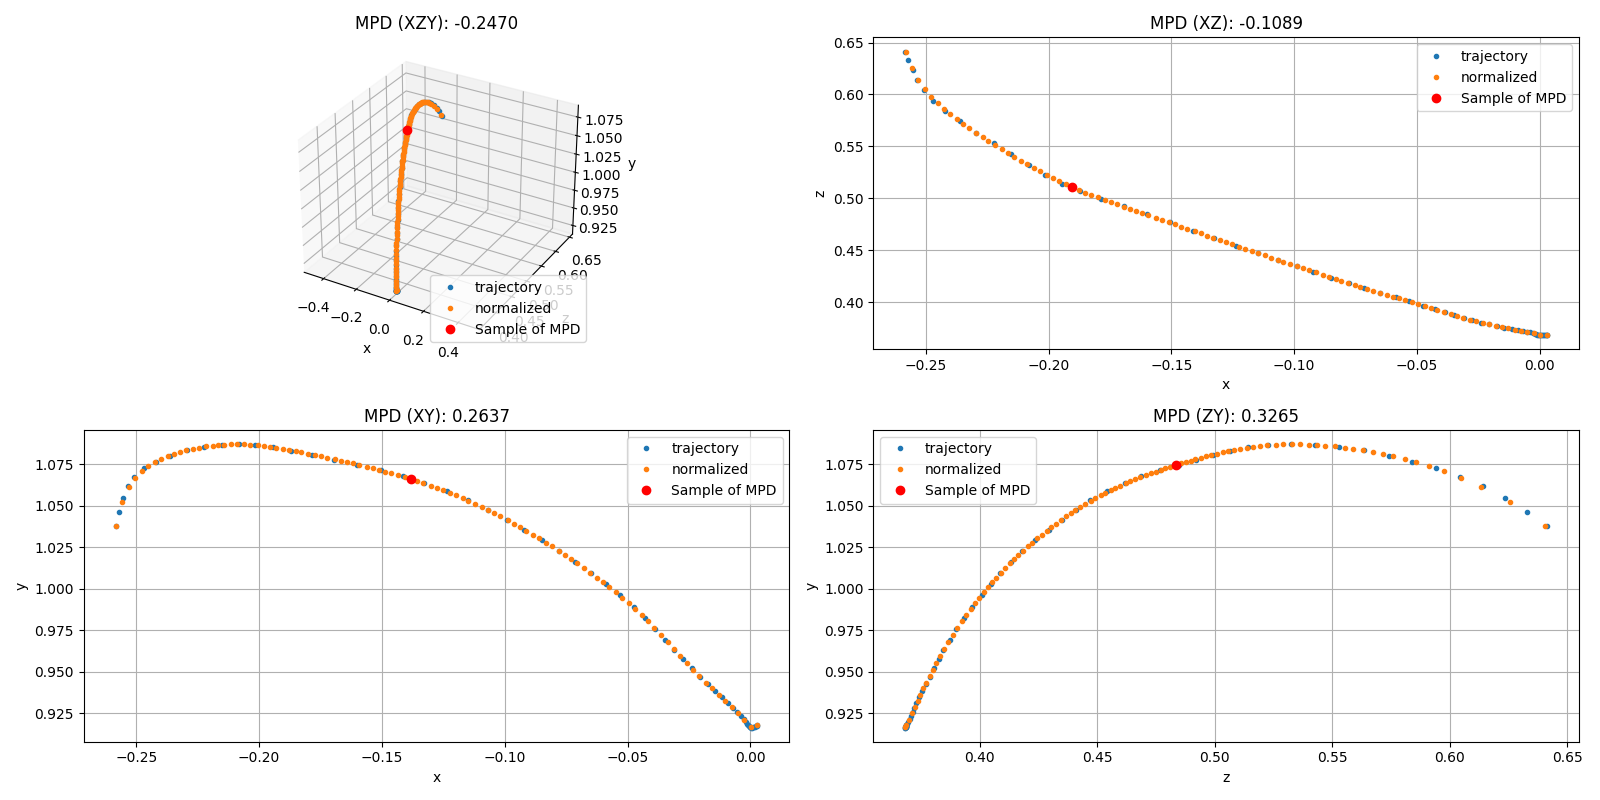 MPD (XZY): -0.2470
1.075
1.050
1.025
1.000
0.975
0.950
0.925
y
0.65
0.60
0.55
0.50
0.45
0.40
z
−0.4
−0.2
0.0
0.2
0.4
x
trajectory
normalized
Sample of MPD
MPD (XZ): -0.1089
0.65
0.60
0.55
0.50
0.45
0.40
z
trajectory
normalized
Sample of MPD
−0.25 −0.20 −0.15 −0.10 −0.05 0.00
x
MPD (XY): 0.2637
1.075
1.050
1.025
1.000
0.975
0.950
0.925
y
trajectory
normalized
Sample of MPD
−0.25 −0.20 −0.15 −0.10 −0.05 0.00
x
MPD (ZY): 0.3265
1.075
1.050
1.025
1.000
0.975
0.950
0.925
y
trajectory
normalized
Sample of MPD
0.40 0.45 0.50 0.55 0.60 0.65
z